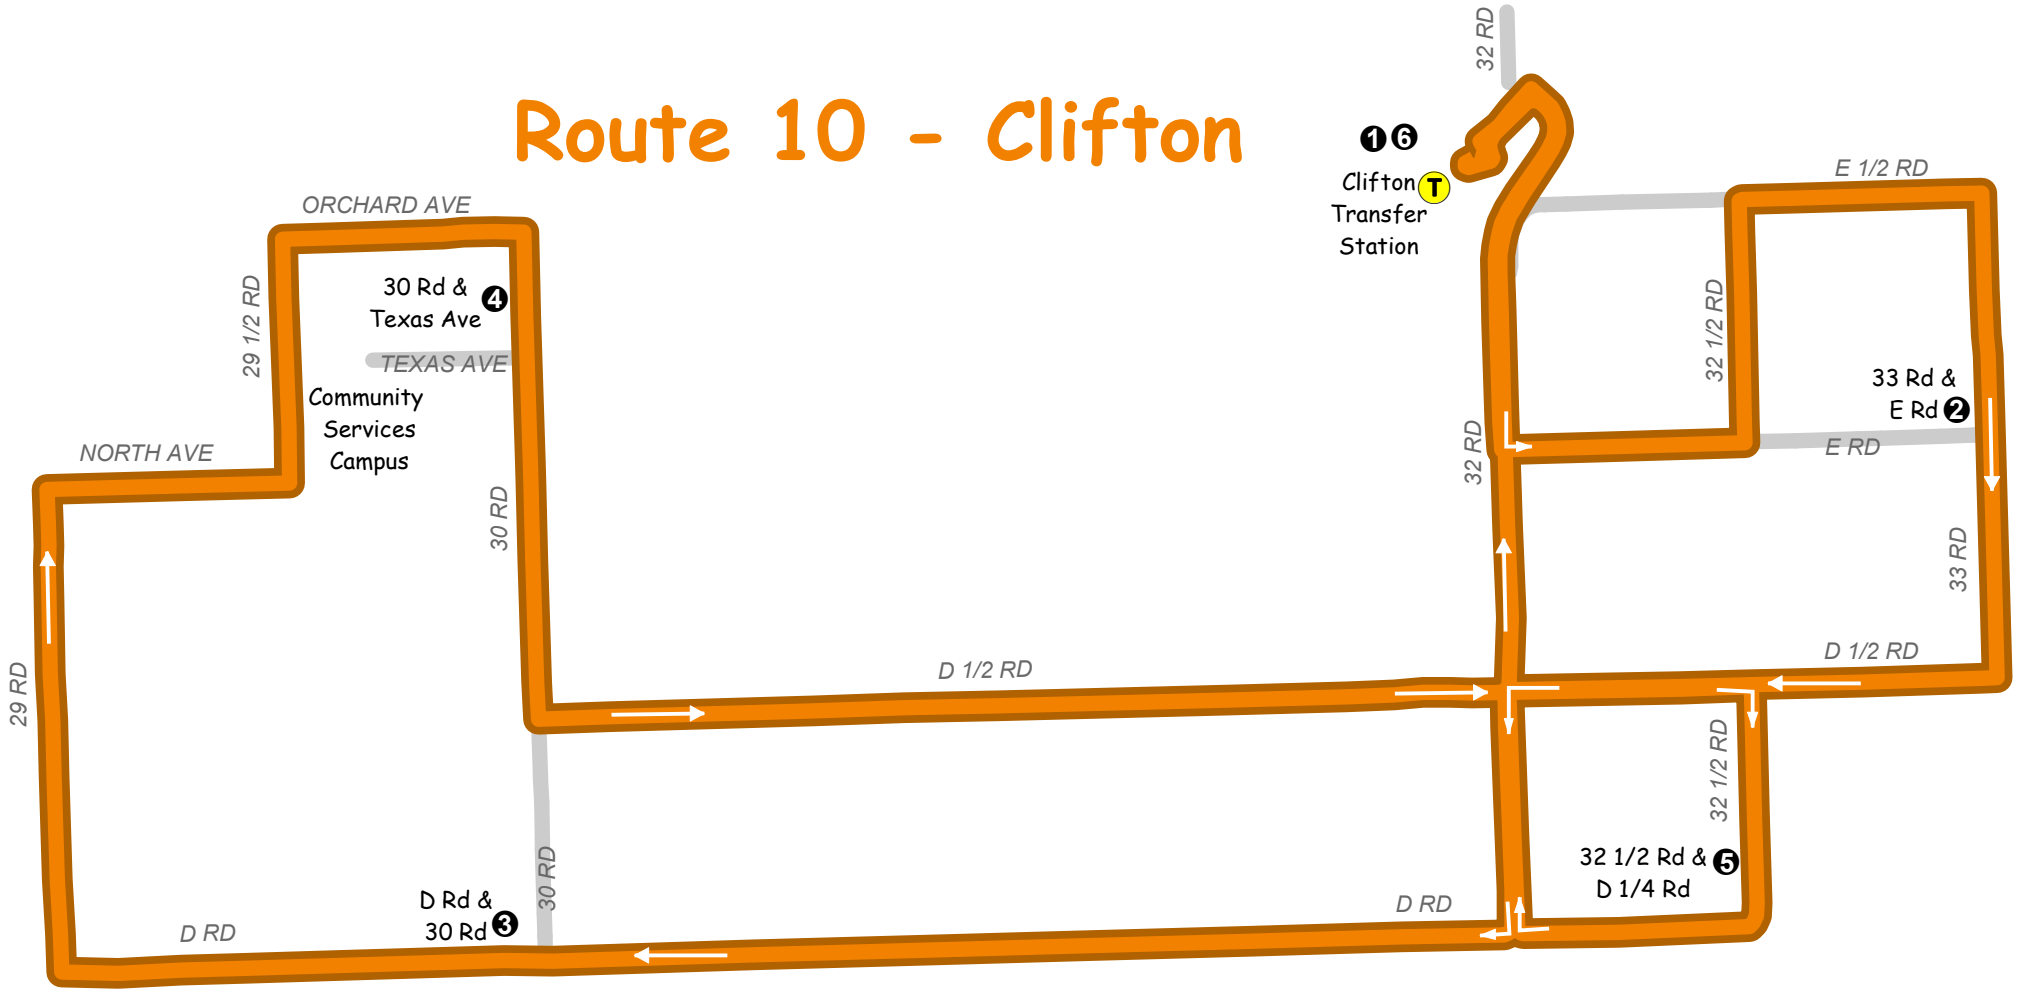 32 RD
Route 10 - Clifton
1 6
Clifton T
Transfer
Station
E 1/2 RD
ORCHARD AVE
29 1/2 RD
30 Rd & 4
Texas Ave
TEXAS AVE
Community
Services
Campus
NORTH AVE
30 RD
32 1/2 RD
33 Rd &
E Rd 2
E RD
32 RD
33 RD
D 1/2 RD
D 1/2 RD
29 RD
32 1/2 RD
32 1/2 Rd & 5
D 1/4 Rd
30 RD
D Rd &
30 Rd 3
D RD
D RD